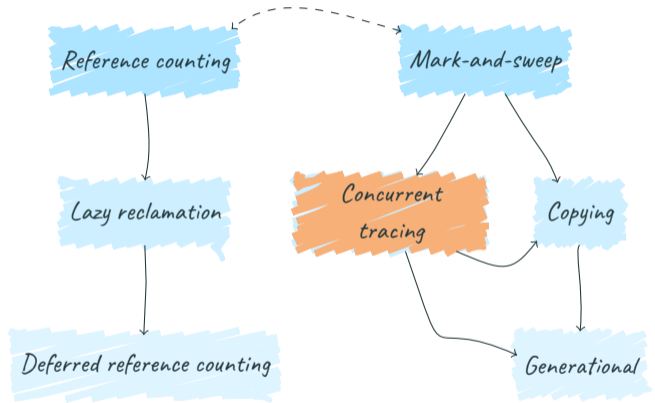 Reference counting
Mark-and-sweep
Lazy reclamation
Concurrent
tracing
Copying
Deferred reference counting
Generational